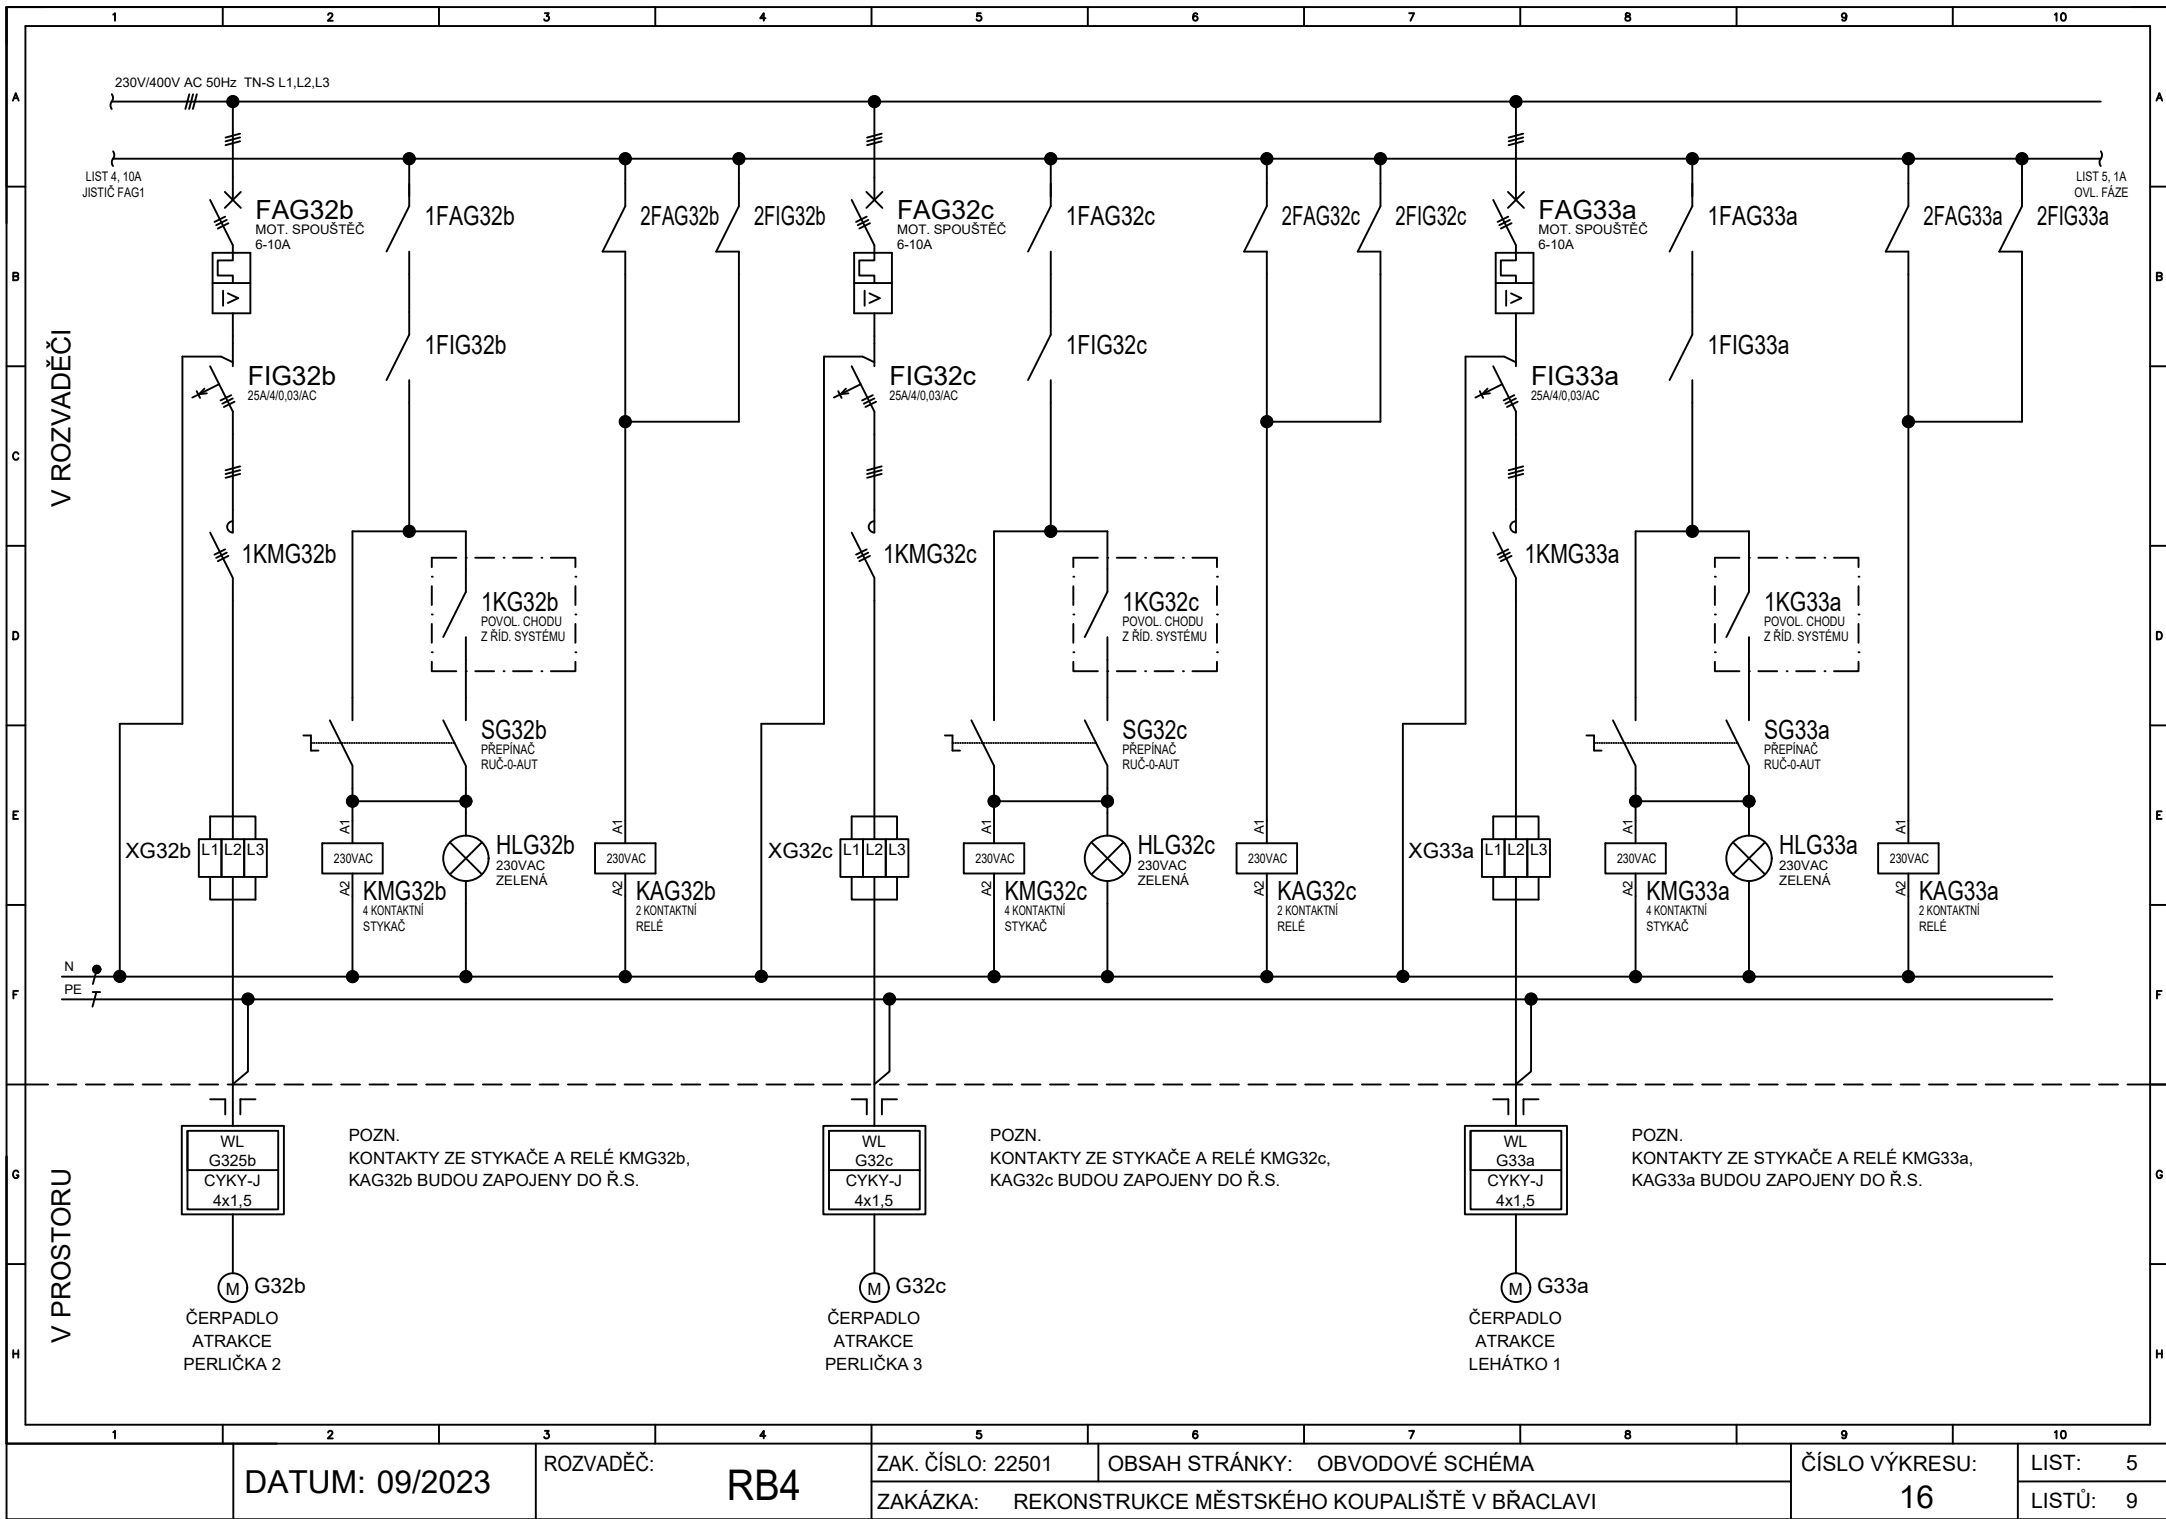 1 2 3 4 5 6 7 8 9 10
A A
B B
C C
D D
E E
F F
G G
H H
230V/400V AC 50Hz TN-S L1,L2,L3
LIST 4, 10A
JISTIČ FAG1
LIST 5, 1A
OVL. FÁZE
V ROZVADĚČI
FAG32b
MOT. SPOUŠTĚČ
6-10A
I>
1FAG32b
2FAG32b
2FIG32b
FIG32b
25A/4/0,03/AC
1FIG32b
1KMG32b
1KG32b
POVOL. CHODU
Z ŘÍD. SYSTÉMU
SG32b
PŘEPÍNAČ
RUČ-0-AUT
XG32b
L1 L2 L3
A1
230VAC
A2
KMG32b
4 KONTAKTNÍ
STYKAČ
HLG32b
230VAC
ZELENÁ
A1
230VAC
A2
KAG32b
2 KONTAKTNÍ
RELÉ
FAG32c
MOT. SPOUŠTĚČ
6-10A
I>
1FAG32c
2FAG32c
2FIG32c
FIG32c
25A/4/0,03/AC
1FIG32c
1KMG32c
1KG32c
POVOL. CHODU
Z ŘÍD. SYSTÉMU
SG32c
PŘEPÍNAČ
RUČ-0-AUT
XG32c
L1 L2 L3
A1
230VAC
A2
KMG32c
4 KONTAKTNÍ
STYKAČ
HLG32c
230VAC
ZELENÁ
A1
230VAC
A2
KAG32c
2 KONTAKTNÍ
RELÉ
FAG33a
MOT. SPOUŠTĚČ
6-10A
I>
1FAG33a
2FAG33a
2FIG33a
FIG33a
25A/4/0,03/AC
1FIG33a
1KMG33a
1KG33a
POVOL. CHODU
Z ŘÍD. SYSTÉMU
SG33a
PŘEPÍNAČ
RUČ-0-AUT
XG33a
L1 L2 L3
A1
230VAC
A2
KMG33a
4 KONTAKTNÍ
STYKAČ
HLG33a
230VAC
ZELENÁ
A1
230VAC
A2
KAG33a
2 KONTAKTNÍ
RELÉ
N
PE
V PROSTORU
WL
G325b
CYKY-J
4x1,5
POZN.
KONTAKTY ZE STYKAČE A RELÉ KMG32b,
KAG32b BUDOU ZAPOJENY DO Ř.S.
M G32b
ČERPADLO
ATRAKCE
PERLIČKA 2
WL
G32c
CYKY-J
4x1,5
POZN.
KONTAKTY ZE STYKAČE A RELÉ KMG32c,
KAG32c BUDOU ZAPOJENY DO Ř.S.
M G32c
ČERPADLO
ATRAKCE
PERLIČKA 3
WL
G33a
CYKY-J
4x1,5
POZN.
KONTAKTY ZE STYKAČE A RELÉ KMG33a,
KAG33a BUDOU ZAPOJENY DO Ř.S.
M G33a
ČERPADLO
ATRAKCE
LEHÁTKO 1
1 2 3 4 5 6 7 8 9 10
DATUM: 09/2023
ROZVADĚČ:
RB4
ZAK. ČÍSLO: 22501
OBSAH STRÁNKY: OBVODOVÉ SCHÉMA
ZAKÁZKA: REKONSTRUKCE MĚSTSKÉHO KOUPALIŠTĚ V BŘACLAVI
ČÍSLO VÝKRESU:
16
LIST: 5
LISTŮ: 9